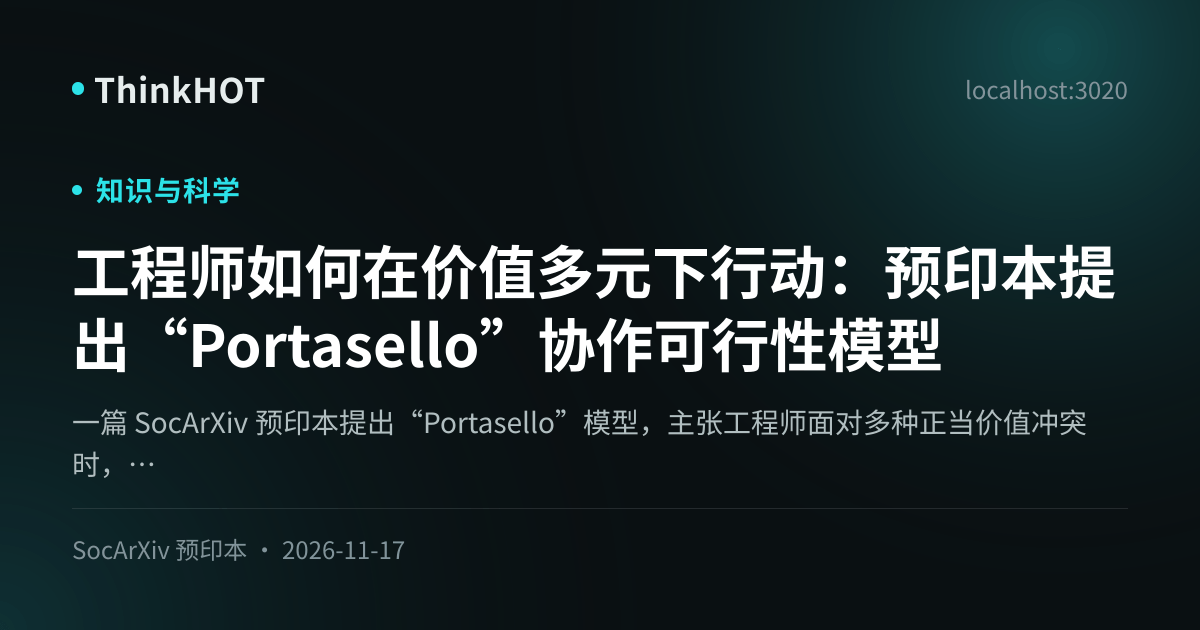 ThinkHOT
localhost:3020
知识与科学
工程师如何在价值多元下行动：预印本提
出“Portasello”协作可行性模型
一篇 SocArXiv 预印本提出“Portasello”模型，主张工程师面对多种正当价值冲突
时，…
SocArXiv 预印本 · 2026-11-17